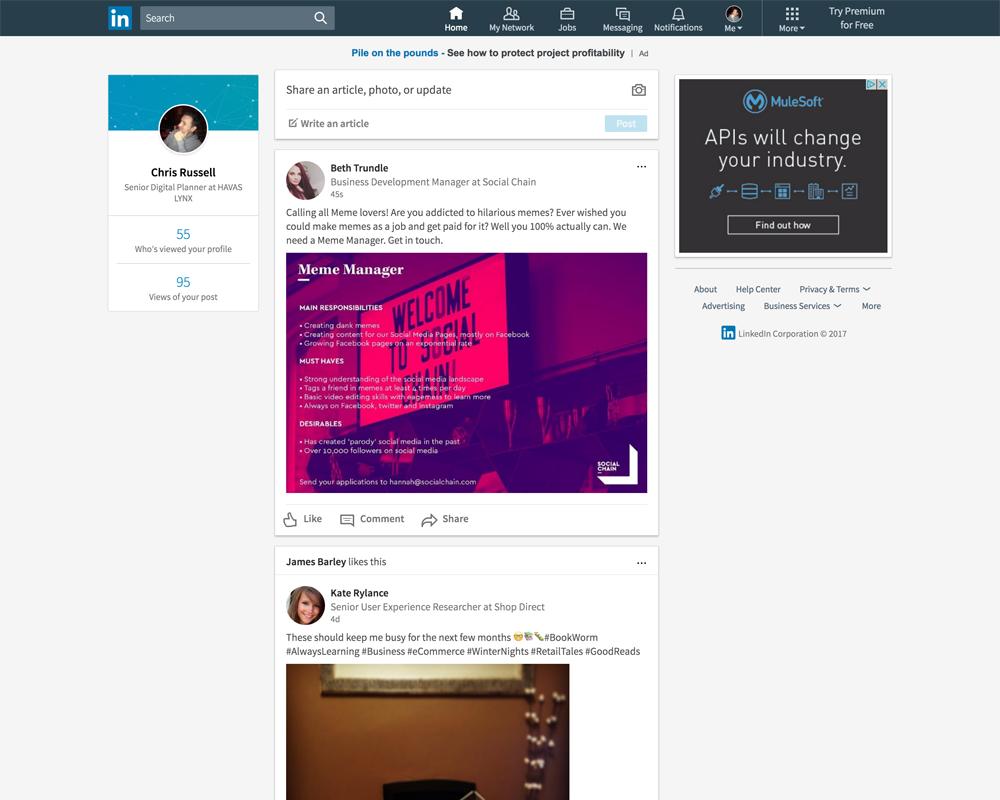 in
Search
Home
My Network
Jobs
Messaging
Notifications
Me
More
Try Premium
for Free
Pile on the pounds - See how to protect project profitability | Ad
Chris Russell
Senior Digital Planner at HAVAS
LYNX
55
Who's viewed your profile
95
Views of your post
Share an article, photo, or update
Write an article
Post
Beth Trundle
Business Development Manager at Social Chain
45s
Calling all Meme lovers! Are you addicted to hilarious memes? Ever wished you
could make memes as a job and get paid for it? Well you 100% actually can. We
need a Meme Manager. Get in touch.
Meme Manager
WELCOME
TO SOCIAL
CHAIN!
MAIN RESPONSIBILITIES
• Creating dank memes
• Creating content for our Social Media Pages, mostly on Facebook
• Growing Facebook pages on an exponential rate
MUST HAVES
• Strong understanding of the social media landscape
• Tags a friend in memes at least 4 times per day
• Basic video editing skills with eagerness to learn more
• Always on Facebook, twitter and Instagram
DESIRABLES
• Has created 'parody' social media in the past
• Over 10,000 followers on social media
Send your applications to hannah@socialchain.com
SOCIAL
CHAIN
Like
Comment
Share
James Barley likes this
Kate Rylance
Senior User Experience Researcher at Shop Direct
4d
These should keep me busy for the next few months 🤓📚🐛#BookWorm
#AlwaysLearning #Business #eCommerce #WinterNights #RetailTales #GoodReads
MuleSoft
APIs will change
your industry.
Find out how
About
Help Center
Privacy & Terms
Advertising
Business Services
More
in LinkedIn Corporation © 2017